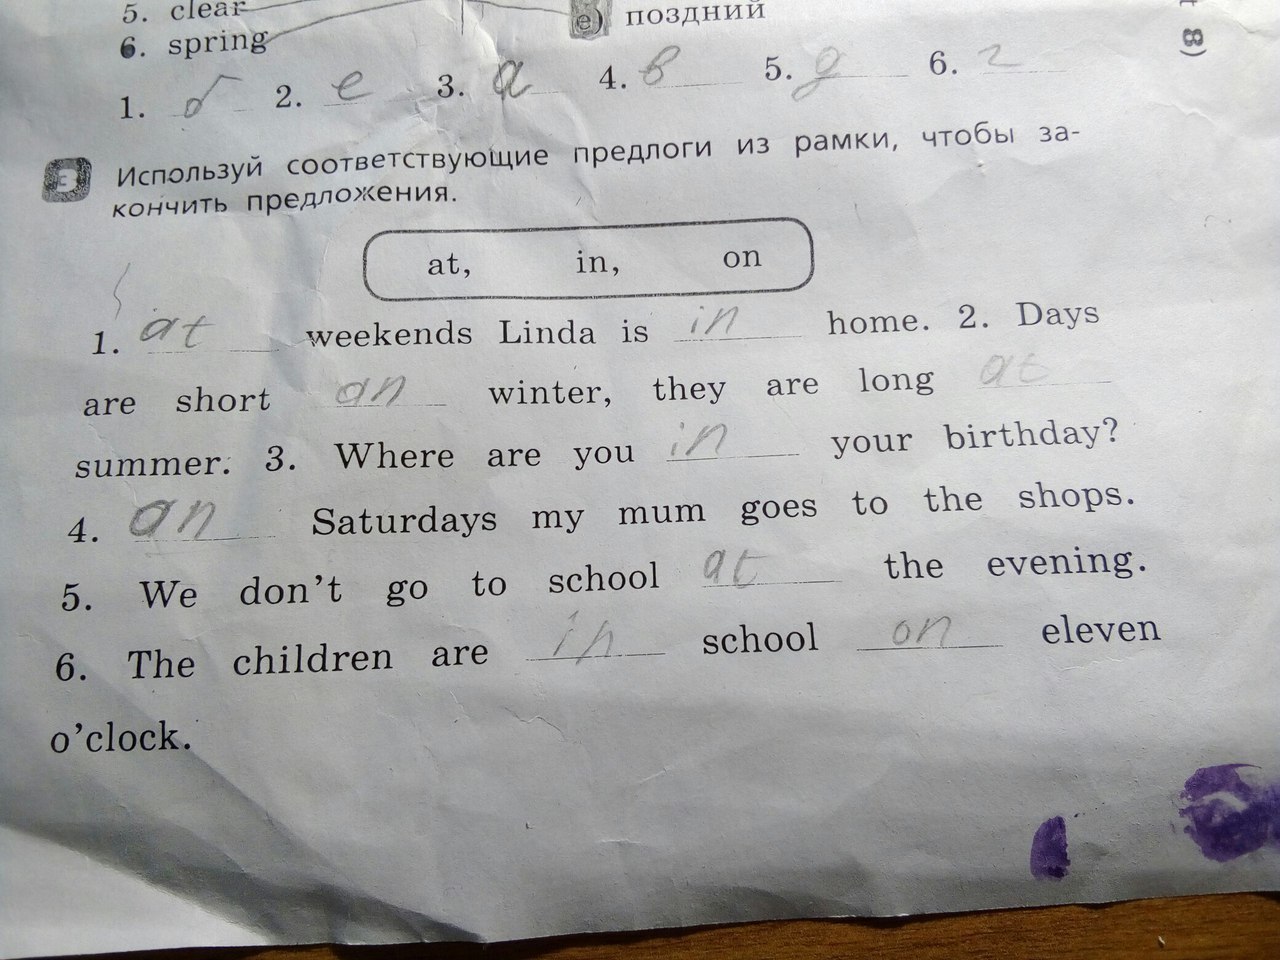 5. clear
е) поздний
6. spring
8)
1. б 2. е 3. а 4. в 5. д 6. г
3 Используй соответствующие предлоги из рамки, чтобы за-
кончить предложения.
at, in, on
1. at weekends Linda is in home. 2. Days
are short an winter, they are long at
summer. 3. Where are you in your birthday?
4. an Saturdays my mum goes to the shops.
5. We don't go to school at the evening.
6. The children are in school on eleven
o'clock.